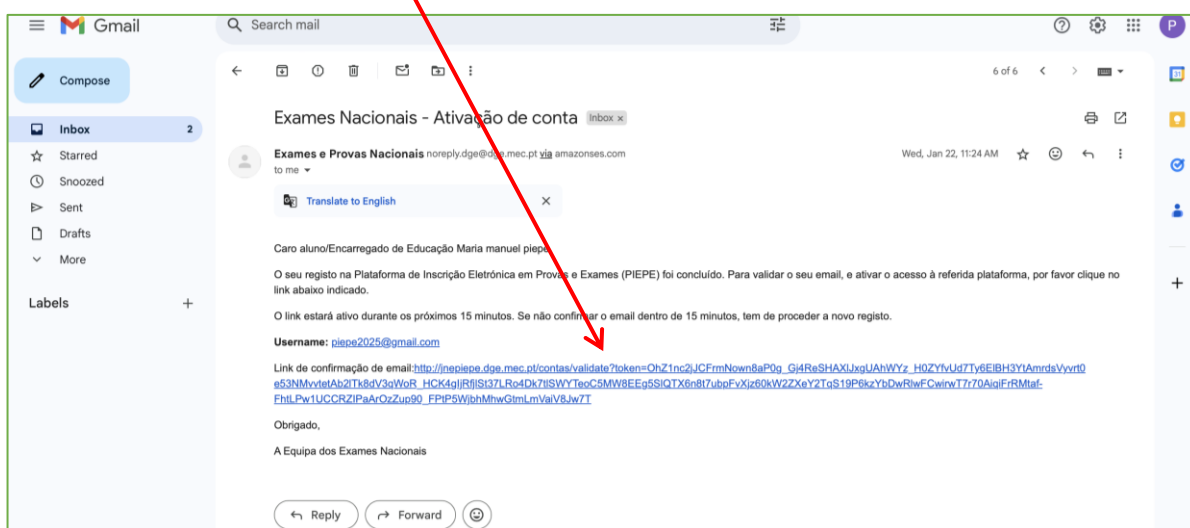 Gmail
Search mail
P
Compose
6 of 6
Exames Nacionais - Ativação de conta Inbox x
Inbox 2
Exames e Provas Nacionais noreply.dge@dge.mec.pt via amazonses.com Wed, Jan 22, 11:24 AM
Starred
to me
Snoozed
Translate to English
Sent
Drafts
Caro aluno/Encarregado de Educação Maria manuel piepe,
More
O seu registo na Plataforma de Inscrição Eletrónica em Provas e Exames (PIEPE) foi concluído. Para validar o seu email, e ativar o acesso à referida plataforma, por favor clique no
link abaixo indicado.
Labels
O link estará ativo durante os próximos 15 minutos. Se não confirmar o email dentro de 15 minutos, tem de proceder a novo registo.
Username: piepe2025@gmail.com
Link de confirmação de email:http://jnepiepe.dge.mec.pt/contas/validate?token=
Obrigado,
A Equipa dos Exames Nacionais
Reply Forward